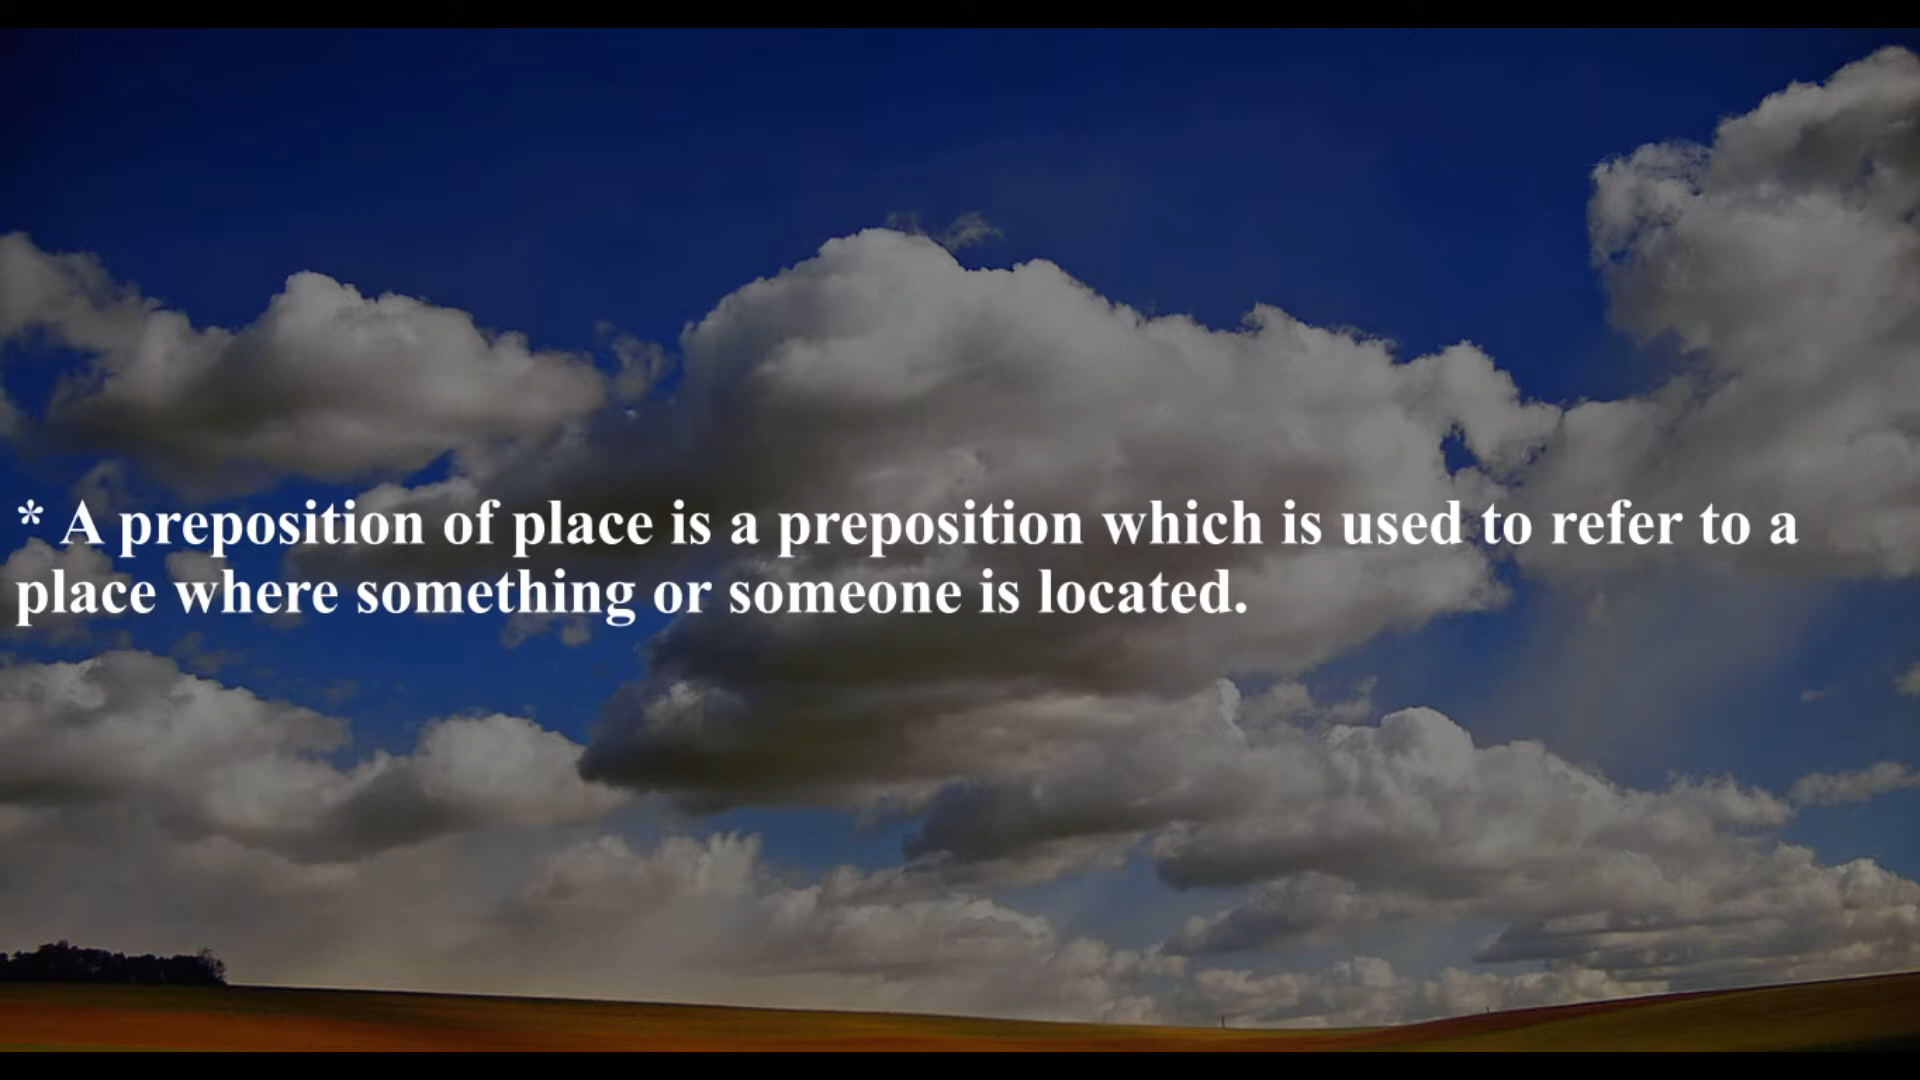 * A preposition of place is a preposition which is used to refer to a
place where something or someone is located.